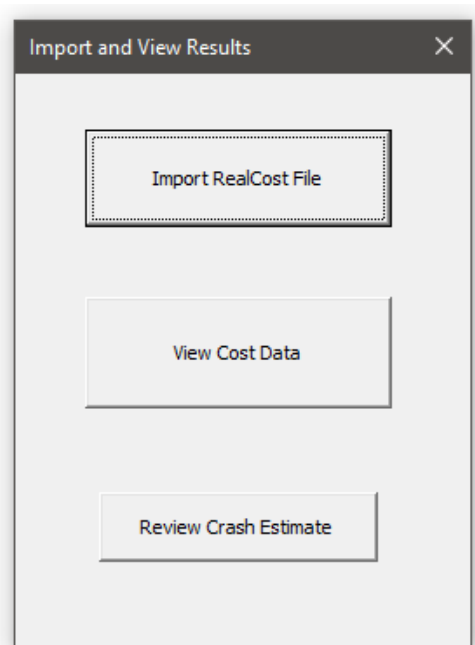 Import and View Results
Import RealCost File
View Cost Data
Review Crash Estimate